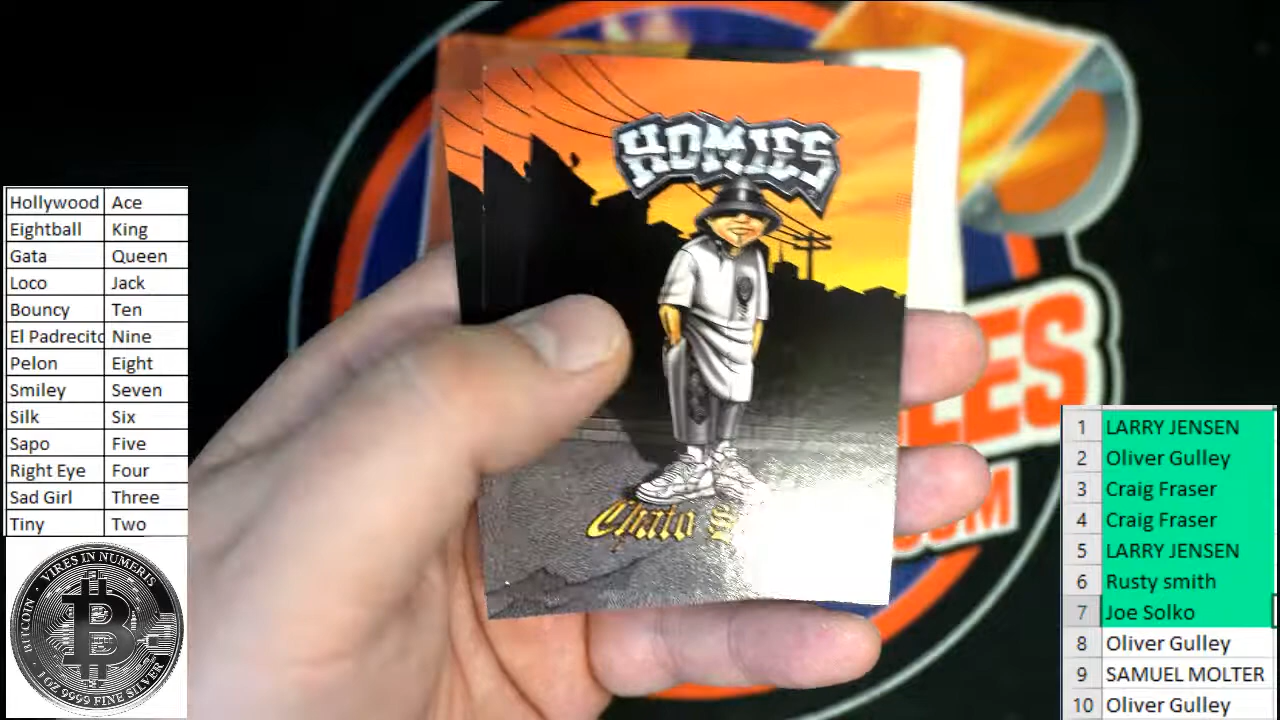 HOMIES
Chato
LES
OM
Hollywood Ace
Eightball King
Gata Queen
Loco Jack
Bouncy Ten
El Padrecito Nine
Pelon Eight
Smiley Seven
Silk Six
Sapo Five
Right Eye Four
Sad Girl Three
Tiny Two
BITCOIN · VIRES IN NUMERIS
1 OZ 9999 FINE SILVER
1 LARRY JENSEN
2 Oliver Gulley
3 Craig Fraser
4 Craig Fraser
5 LARRY JENSEN
6 Rusty smith
7 Joe Solko
8 Oliver Gulley
9 SAMUEL MOLTER
10 Oliver Gulley